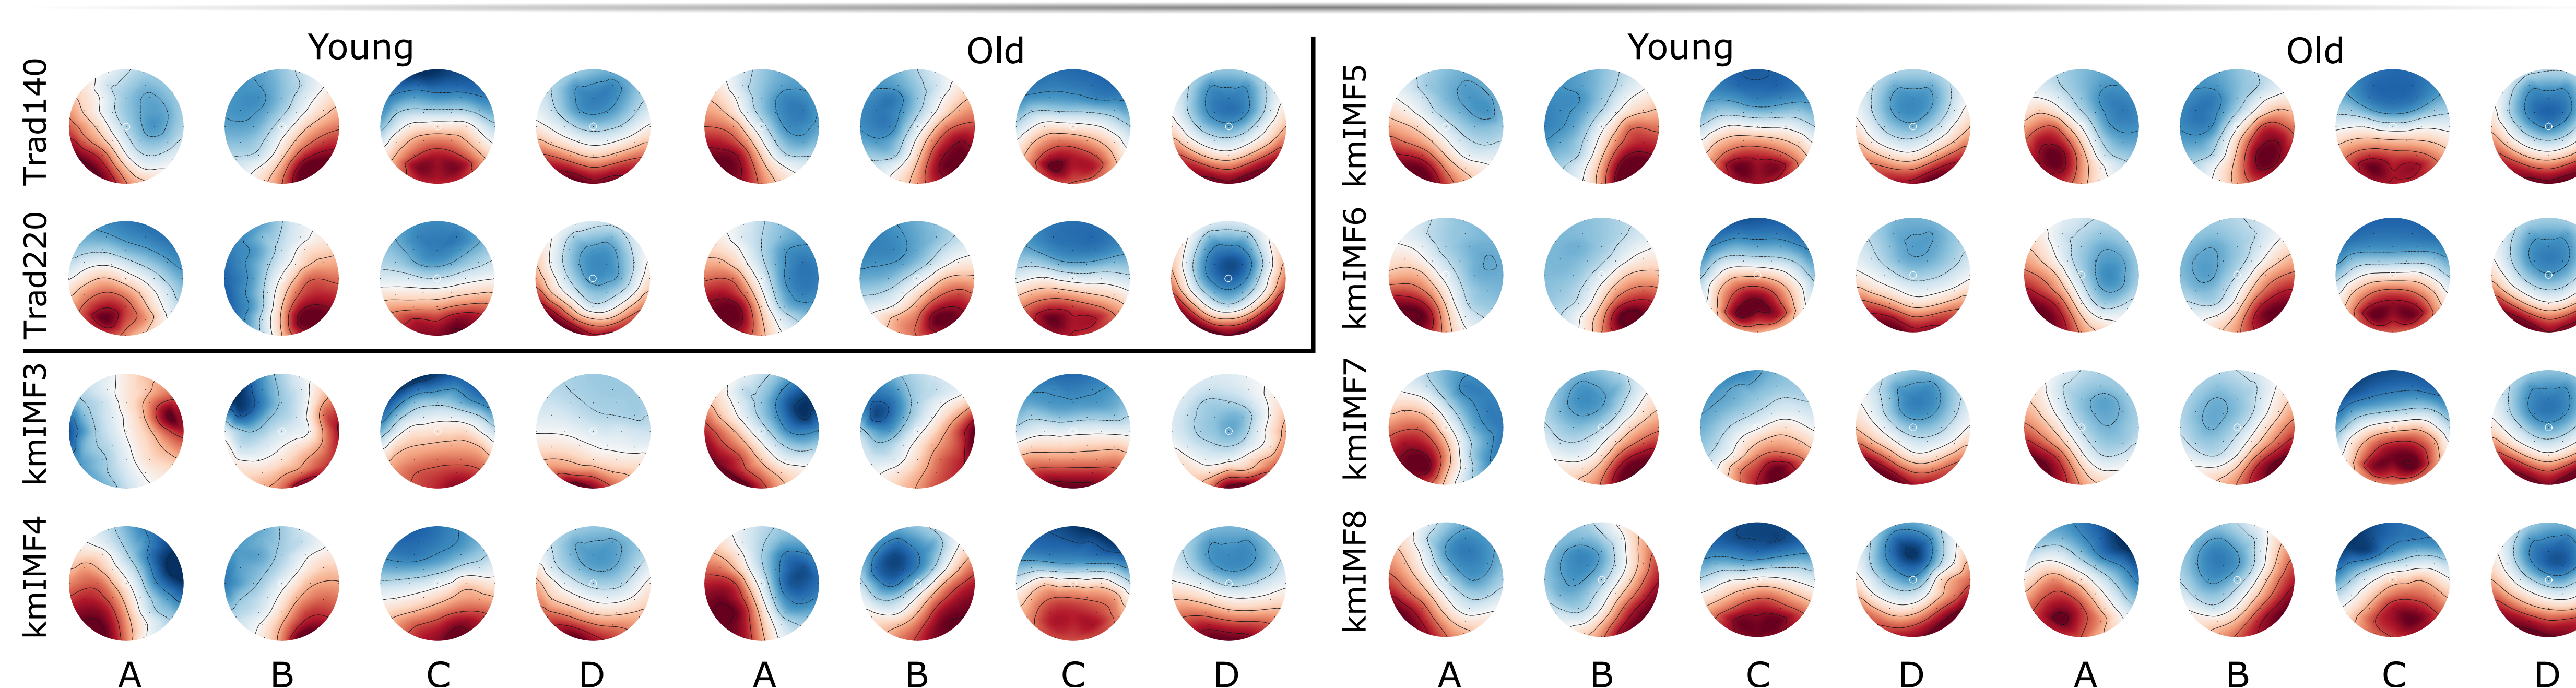 Young Old
Trad140
Trad220
kmIMF3
kmIMF4
A B C D A B C D
Young Old
kmIMF5
kmIMF6
kmIMF7
kmIMF8
A B C D A B C D